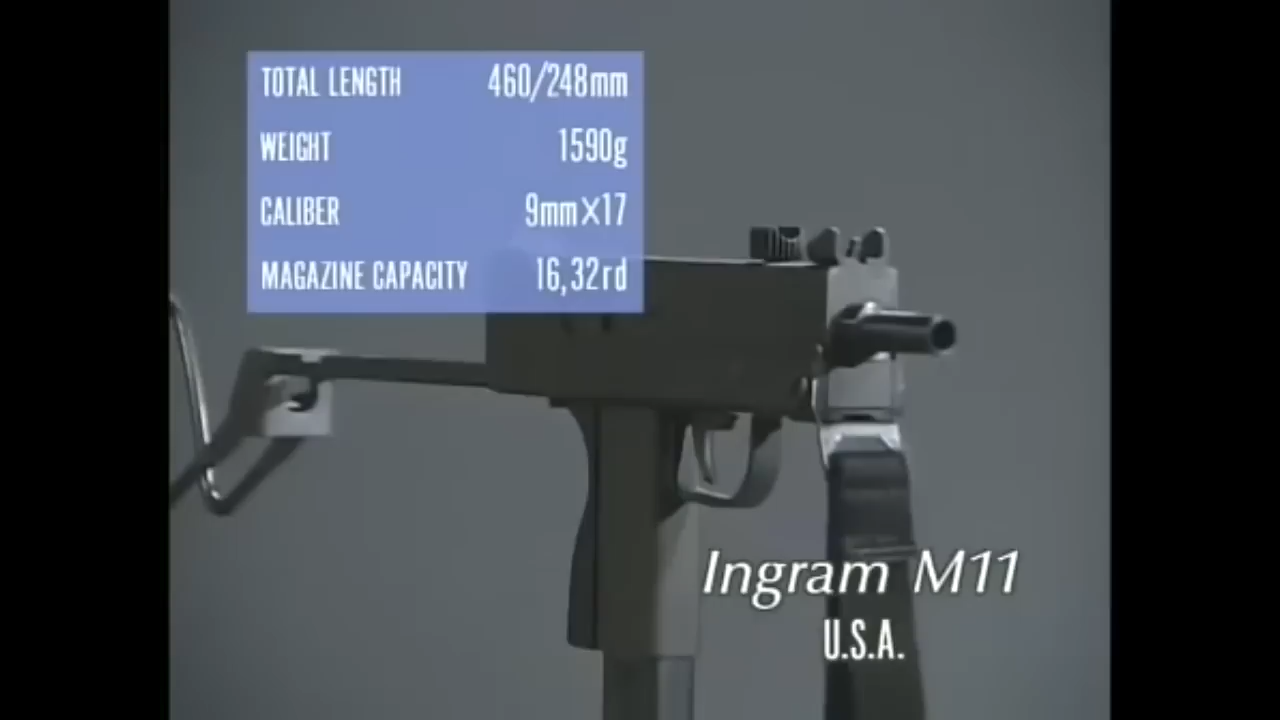 TOTAL LENGTH 460/248mm
WEIGHT 1590g
CALIBER 9mm×17
MAGAZINE CAPACITY 16,32rd
Ingram M11
U.S.A.